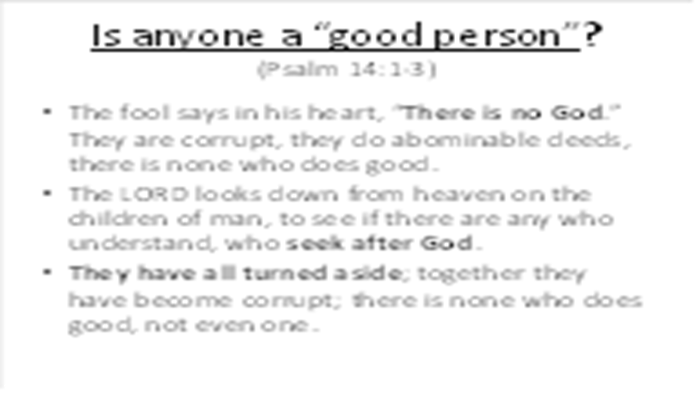 Is anyone a “good person”?
(Psalm 14:1-3)
• The fool says in his heart, “There is no God.”
They are corrupt, they do abominable deeds,
there is none who does good.
• The LORD looks down from heaven on the
children of man, to see if there are any who
understand, who seek after God.
• They have all turned aside; together they
have become corrupt; there is none who does
good, not even one.